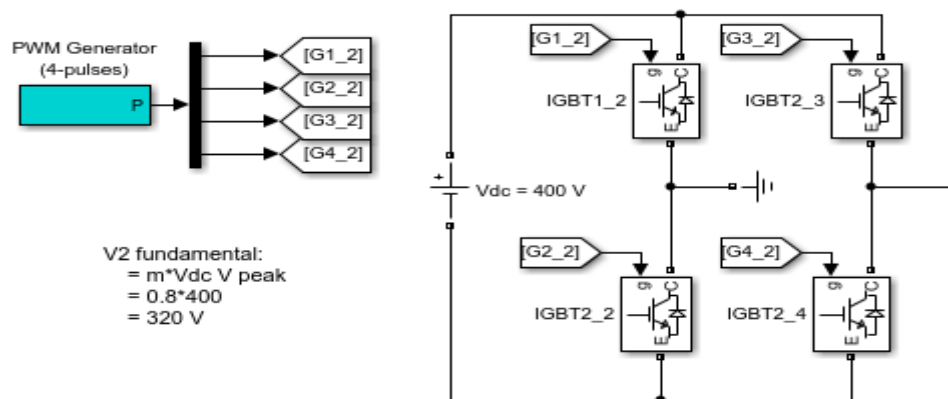 PWM Generator
(4-pulses)
P
[G1_2]
[G2_2]
[G3_2]
[G4_2]
V2 fundamental:
= m*Vdc V peak
= 0.8*400
= 320 V
+
Vdc = 400 V
[G1_2]
g C
E
IGBT1_2
[G3_2]
g C
E
IGBT2_3
[G2_2]
g C
E
IGBT2_2
[G4_2]
g C
E
IGBT2_4